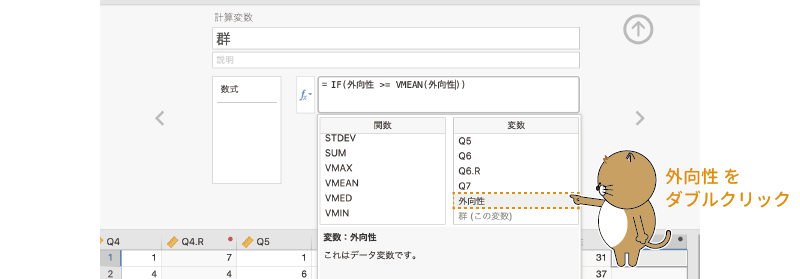 計算変数
群
説明
数式
fx
= IF(外向性 >= VMEAN(外向性))
関数
変数
STDEV
SUM
VMAX
VMEAN
VMED
VMIN
Q5
Q6
Q6.R
Q7
外向性
群 (この変数)
外向性 を
ダブルクリック
変数：外向性
これはデータ変数です。
Q4
Q4.R
Q5
1 1 7 1 31
2 4 4 6 37